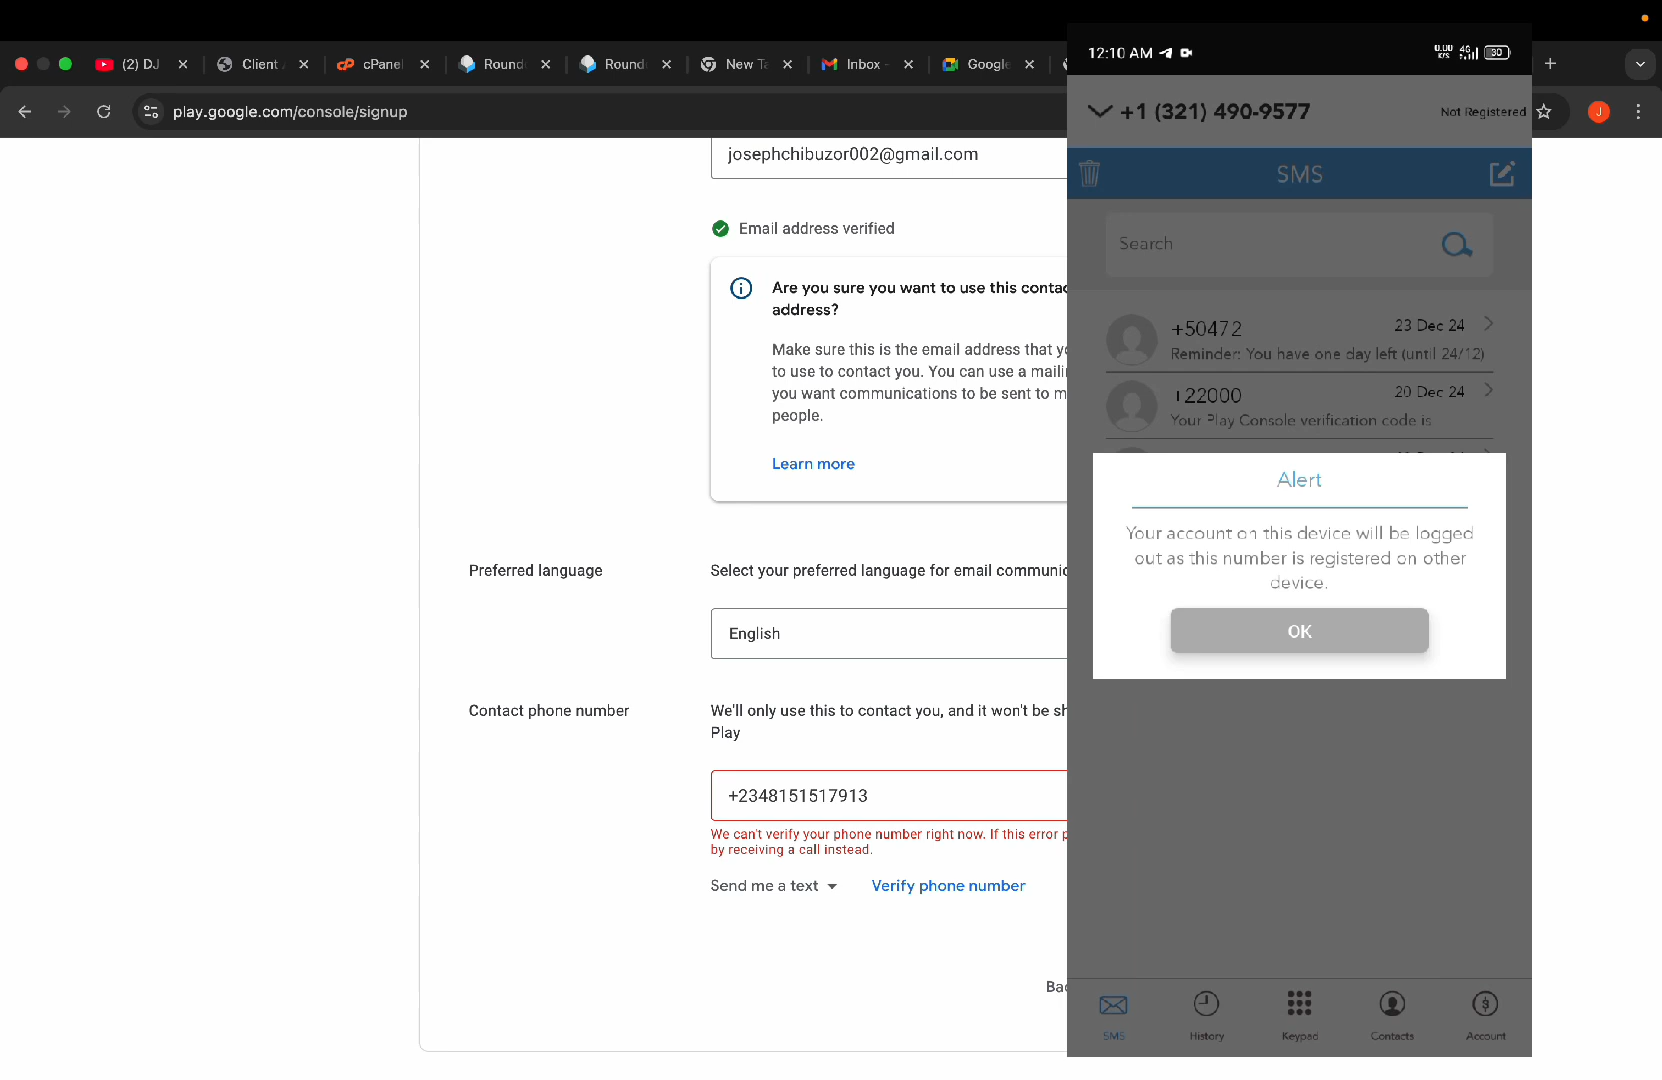 (2) DJ
Client
cPanel
Round
Round
New Ta
Inbox -
Google
play.google.com/console/signup
josephchibuzor002@gmail.com
Email address verified
Are you sure you want to use this contac
address?
Make sure this is the email address that yo
to use to contact you. You can use a mailin
you want communications to be sent to m
people.
Learn more
Preferred language
Select your preferred language for email communic
English
Contact phone number
We'll only use this to contact you, and it won't be sh
Play
+2348151517913
We can't verify your phone number right now. If this error p
by receiving a call instead.
Send me a text
Verify phone number
Bac
J
12:10 AM
0.00 K/S 4G 30
+1 (321) 490-9577
Not Registered
SMS
Search
+50472
23 Dec 24
Reminder: You have one day left (until 24/12)
+22000
20 Dec 24
Your Play Console verification code is
Alert
Your account on this device will be logged
out as this number is registered on other
device.
OK
SMS
History
Keypad
Contacts
Account